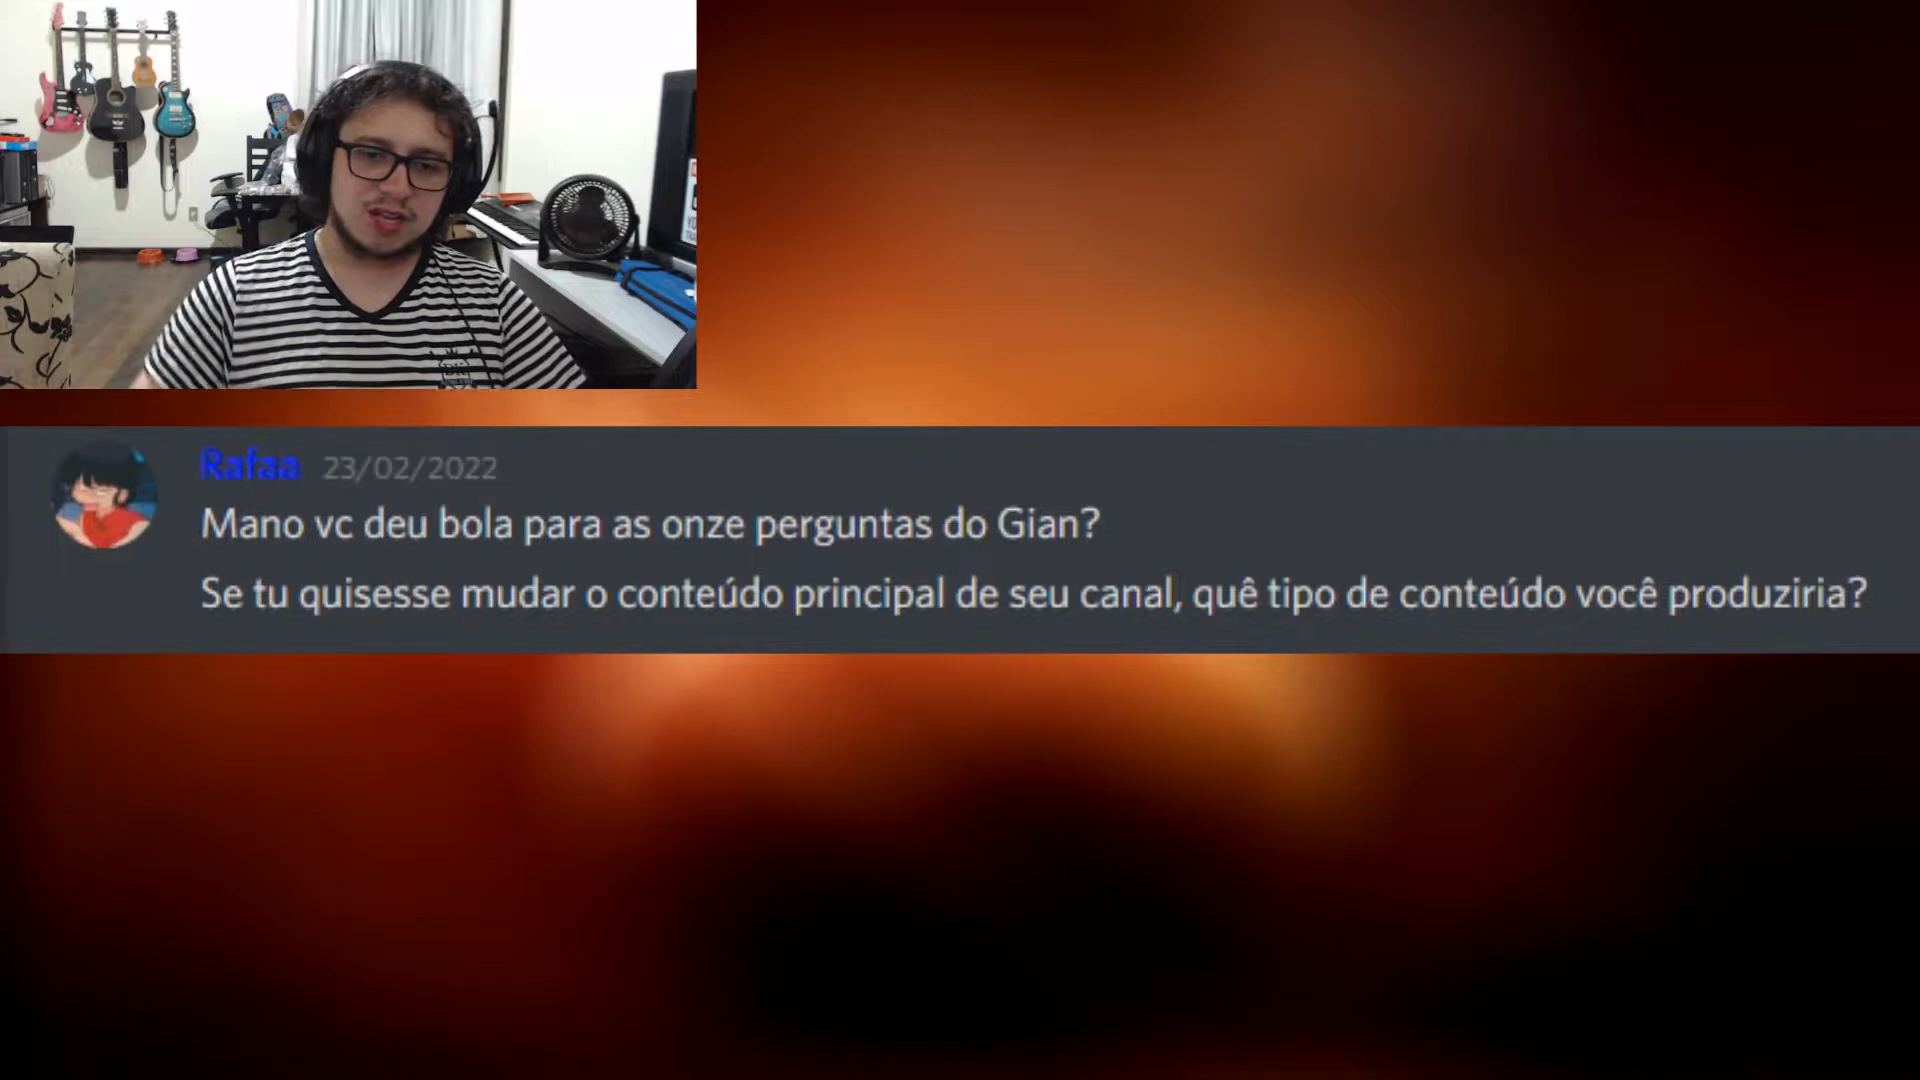 Rafaa 23/02/2022
Mano vc deu bola para as onze perguntas do Gian?
Se tu quisesse mudar o conteúdo principal de seu canal, quê tipo de conteúdo você produziria?